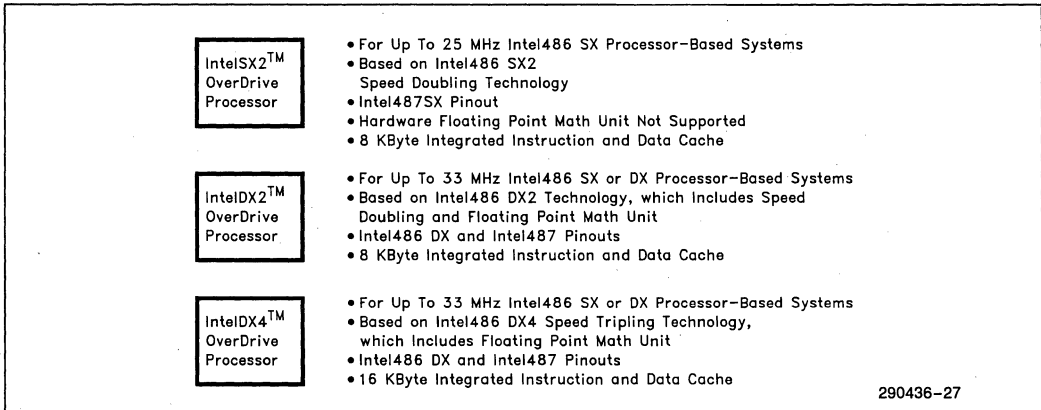 IntelSX2™
OverDrive
Processor
• For Up To 25 MHz Intel486 SX Processor-Based Systems
• Based on Intel486 SX2
Speed Doubling Technology
• Intel487SX Pinout
• Hardware Floating Point Math Unit Not Supported
• 8 KByte Integrated Instruction and Data Cache
IntelDX2™
OverDrive
Processor
• For Up To 33 MHz Intel486 SX or DX Processor-Based Systems
• Based on Intel486 DX2 Technology, which Includes Speed
Doubling and Floating Point Math Unit
• Intel486 DX and Intel487 Pinouts
• 8 KByte Integrated Instruction and Data Cache
IntelDX4™
OverDrive
Processor
• For Up To 33 MHz Intel486 SX or DX Processor-Based Systems
• Based on Intel486 DX4 Speed Tripling Technology,
which Includes Floating Point Math Unit
• Intel486 DX and Intel487 Pinouts
• 16 KByte Integrated Instruction and Data Cache
290436-27